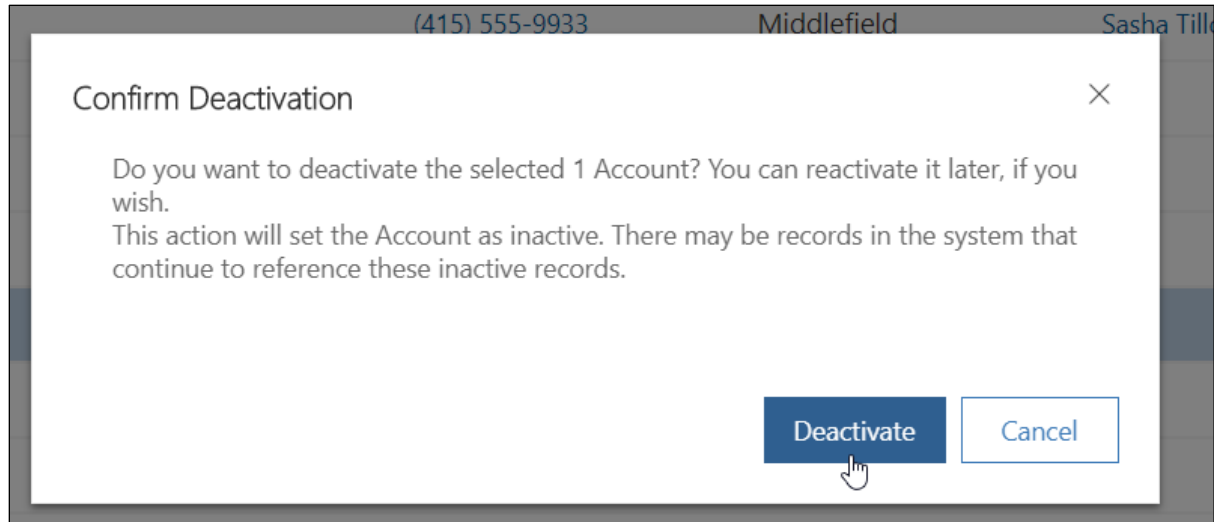 (415) 555-9933 Middlefield Sasha
Confirm Deactivation
Do you want to deactivate the selected 1 Account? You can reactivate it later, if you
wish.
This action will set the Account as inactive. There may be records in the system that
continue to reference these inactive records.
Deactivate Cancel